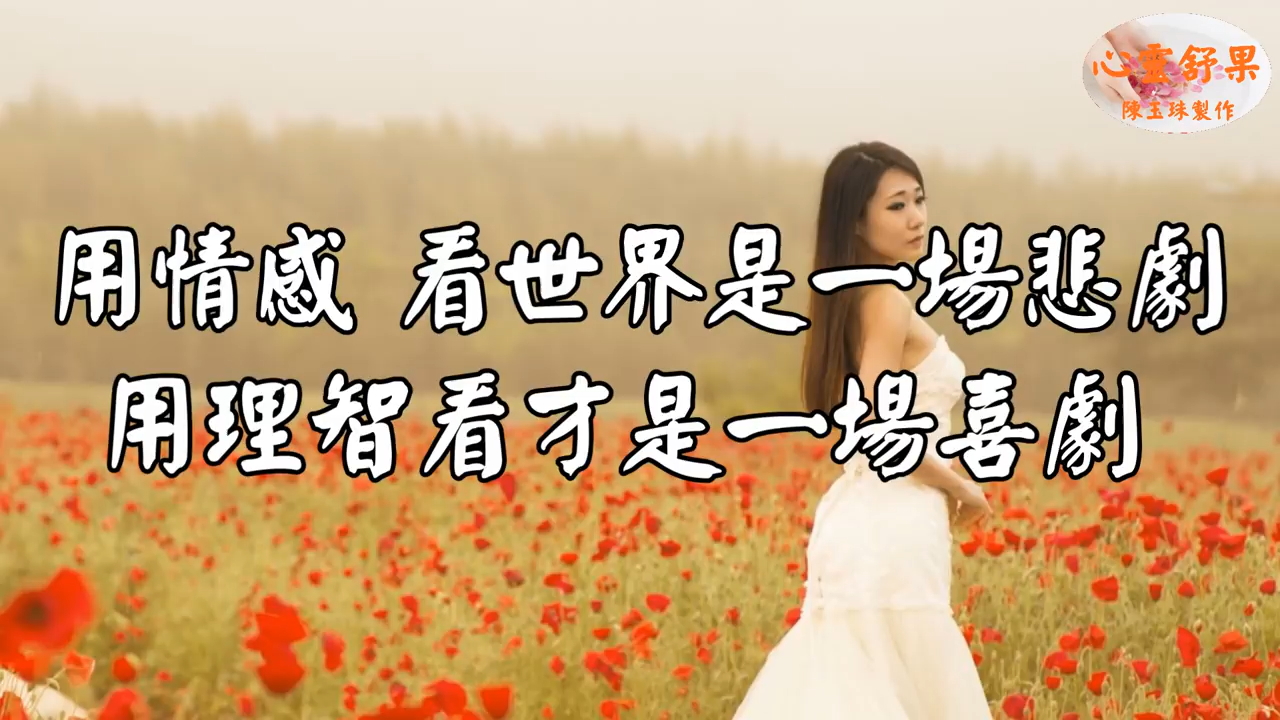 心靈舒果
陳玉珠製作
用情感 看世界是一場悲劇
用理智看才是一場喜劇